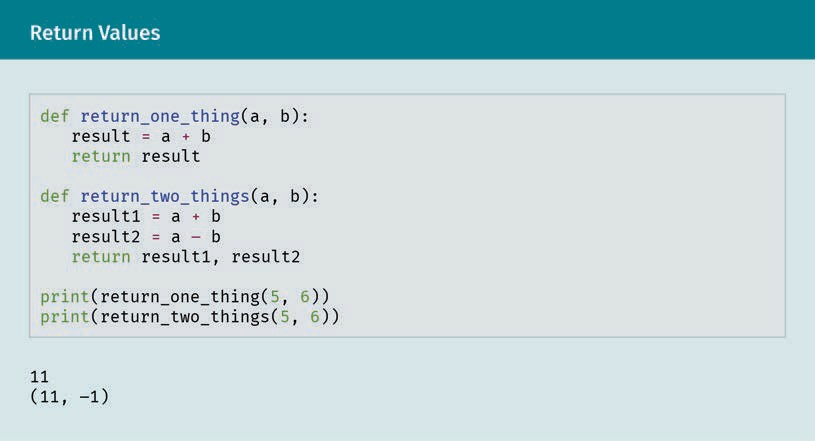 Return Values
def return_one_thing(a, b):
result = a + b
return result
def return_two_things(a, b):
result1 = a + b
result2 = a − b
return result1, result2
print(return_one_thing(5, 6))
print(return_two_things(5, 6))
11
(11, −1)